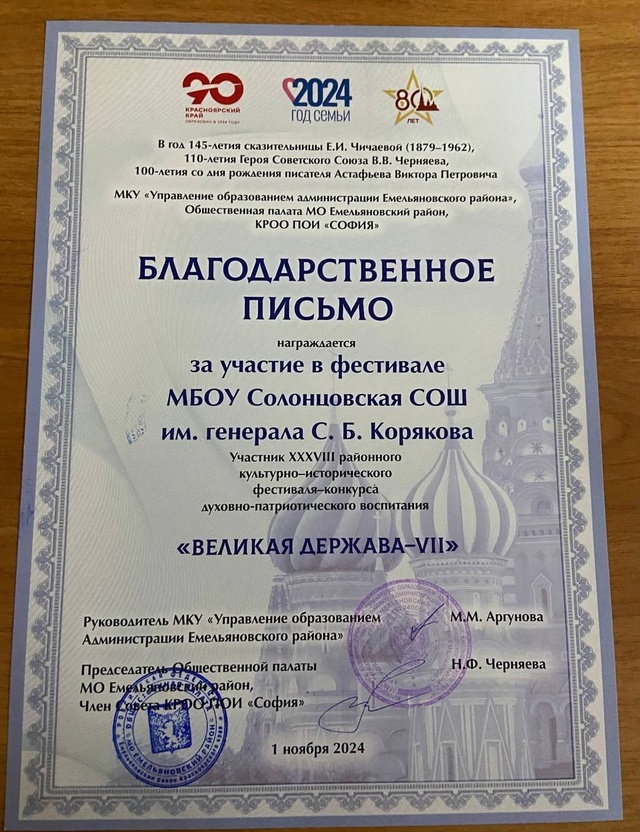 90
КРАСНОЯРСКИЙ
КРАЙ
ОБРАЗОВАН В 1934 ГОДУ
2024
ГОД СЕМЬИ
80
ЛЕТ
В год 145-летия сказительницы Е.И. Чичаевой (1879–1962),
110-летия Героя Советского Союза В.В. Черняева,
100-летия со дня рождения писателя Астафьева Виктора Петровича
МКУ «Управление образованием администрации Емельяновского района»,
Общественная палата МО Емельяновский район,
КРОО ПОИ «СОФИЯ»
БЛАГОДАРСТВЕННОЕ
ПИСЬМО
награждается
за участие в фестивале
МБОУ Солонцовская СОШ
им. генерала С. Б. Корякова
Участник XXXVIII районного
культурно–исторического
фестиваля–конкурса
духовно-патриотического воспитания
«ВЕЛИКАЯ ДЕРЖАВА–VII»
Руководитель МКУ «Управление образованием
Администрации Емельяновского района»
М.М. Аргунова
Председатель Общественной палаты
МО Емельяновский район,
Член Совета КРОО ПОИ «София»
Н.Ф. Черняева
1 ноября 2024